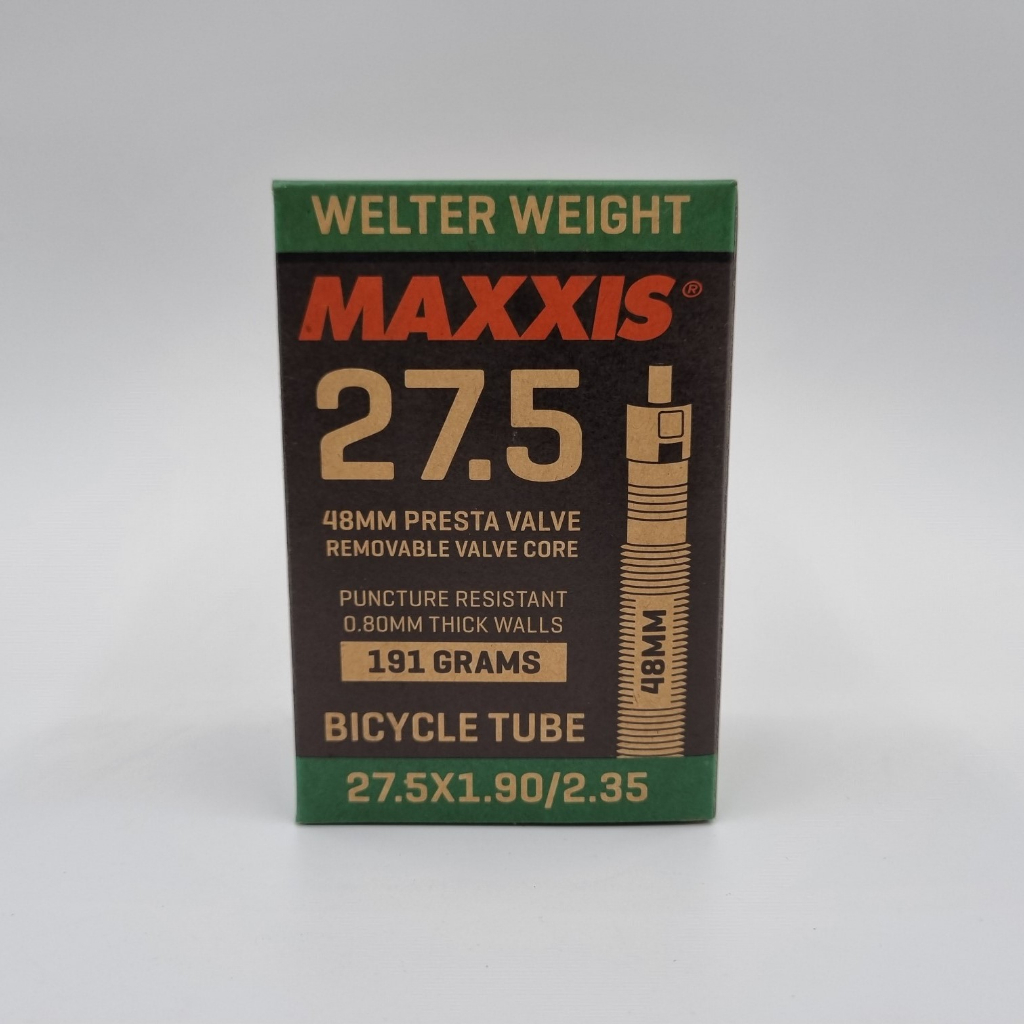 WELTER WEIGHT
MAXXIS®
27.5
48MM PRESTA VALVE
REMOVABLE VALVE CORE
PUNCTURE RESISTANT
0.80MM THICK WALLS
191 GRAMS
48MM
BICYCLE TUBE
27.5X1.90/2.35